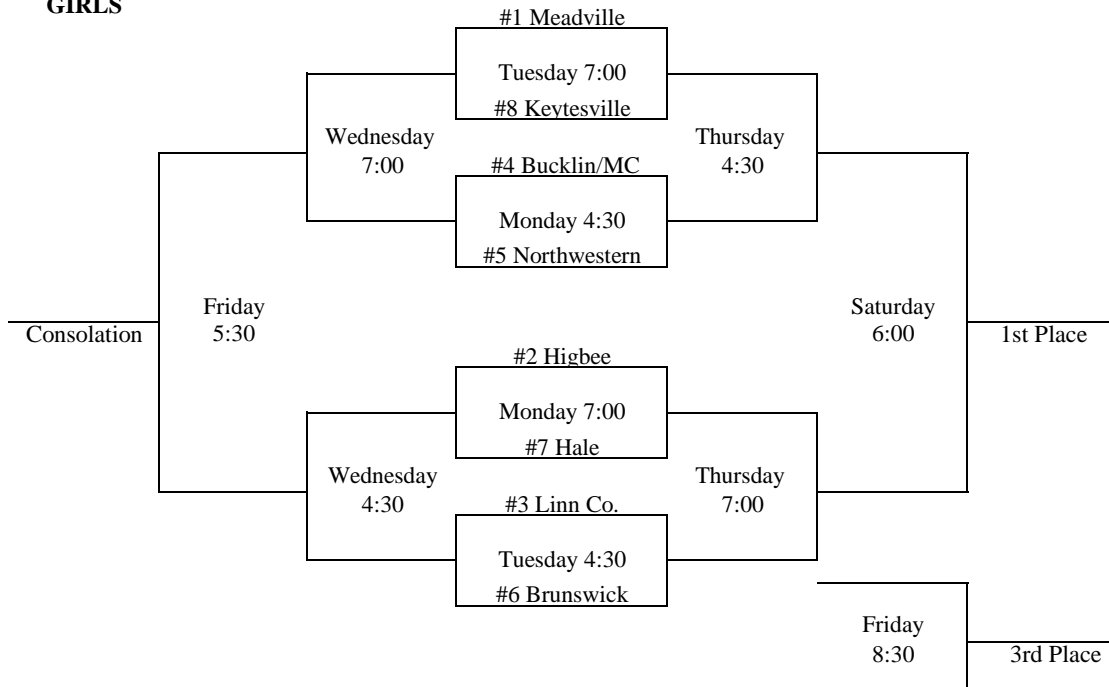 GIRLS
#1 Meadville
Tuesday 7:00
#8 Keytesville
Wednesday
7:00
Thursday
4:30
#4 Bucklin/MC
Monday 4:30
#5 Northwestern
Friday
5:30
Saturday
6:00
Consolation
1st Place
#2 Higbee
Monday 7:00
#7 Hale
Wednesday
4:30
Thursday
7:00
#3 Linn Co.
Tuesday 4:30
#6 Brunswick
Friday
8:30
3rd Place